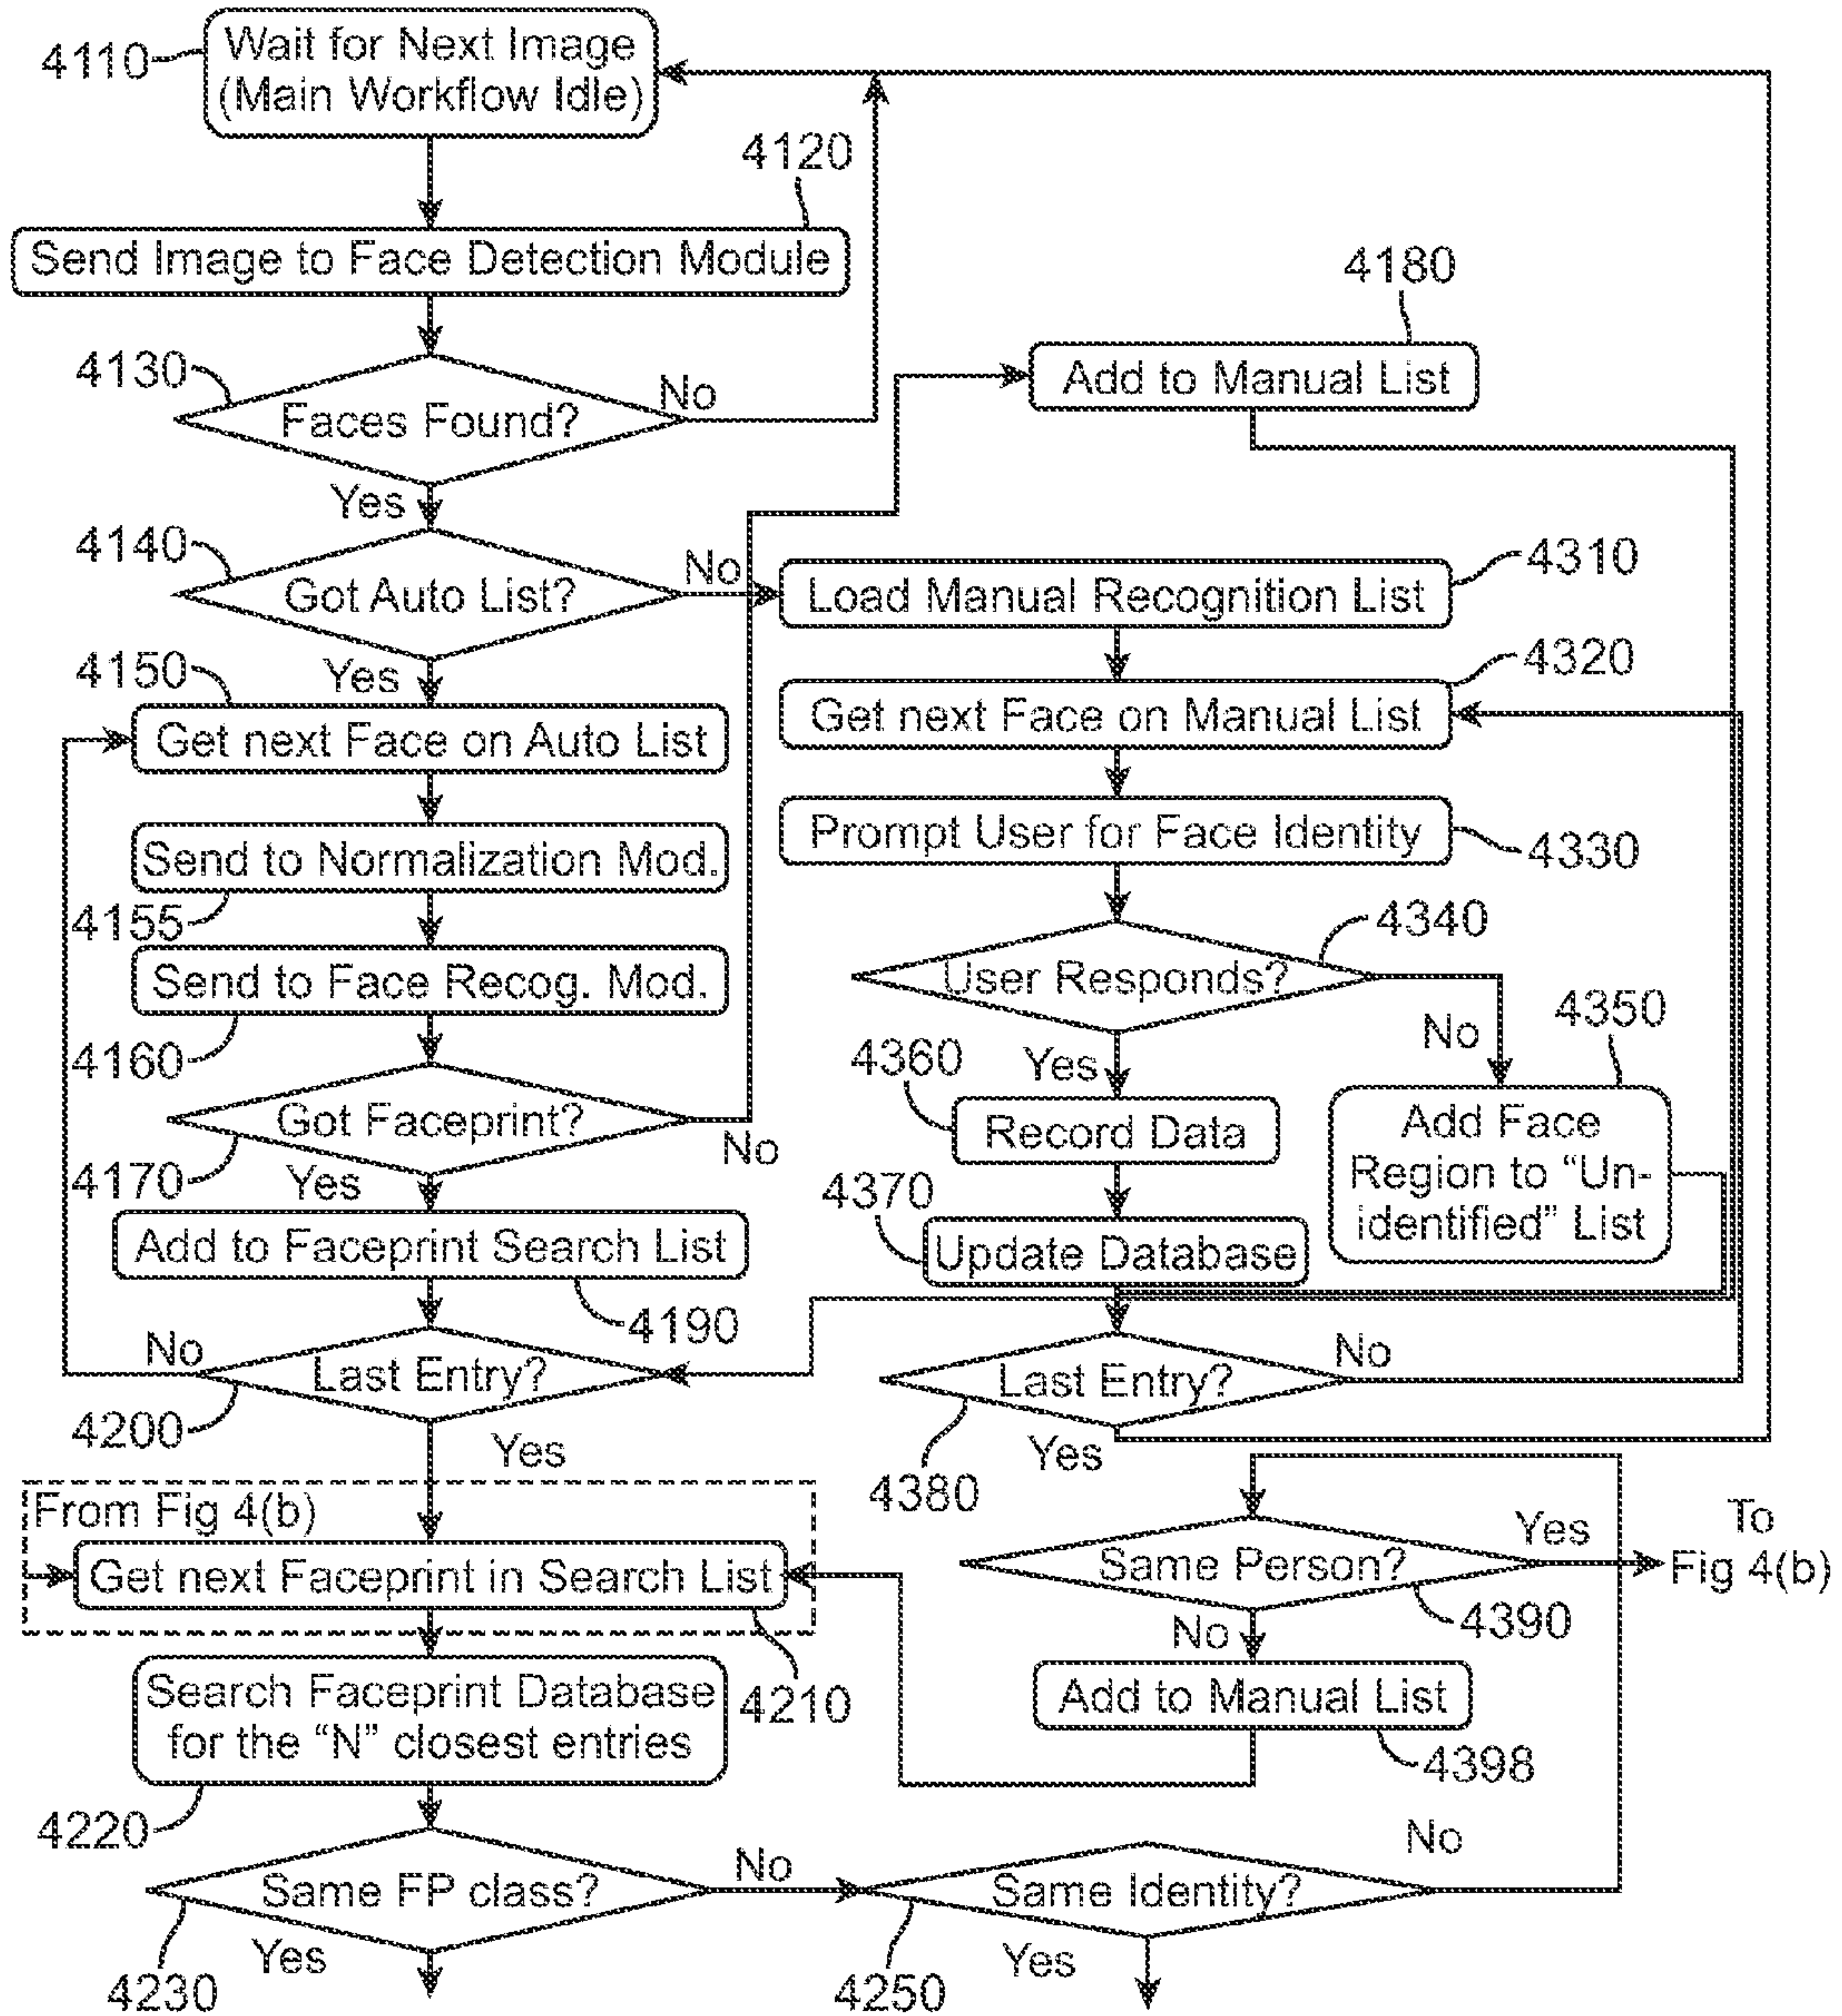 4110
Wait for Next Image
(Main Workflow Idle)
4120
Send Image to Face Detection Module
4180
4130
Faces Found?
No
Add to Manual List
Yes
4140
Got Auto List?
No
Load Manual Recognition List
4310
Yes
4150
Get next Face on Auto List
4320
Get next Face on Manual List
Send to Normalization Mod.
4155
Prompt User for Face Identity
4330
Send to Face Recog. Mod.
4160
4340
User Responds?
No
4350
Yes
4360
Record Data
Add Face
Region to “Un-
identified” List
Got Faceprint?
No
4170
Yes
4370
Update Database
Add to Faceprint Search List
4190
No
Last Entry?
4200
Yes
Last Entry?
No
4380
Yes
From Fig 4(b)
Get next Faceprint in Search List
4210
Same Person?
Yes
To
Fig 4(b)
4390
No
Add to Manual List
4398
Search Faceprint Database
for the “N” closest entries
4220
Same FP class?
No
4230
Yes
Same Identity?
No
4250
Yes